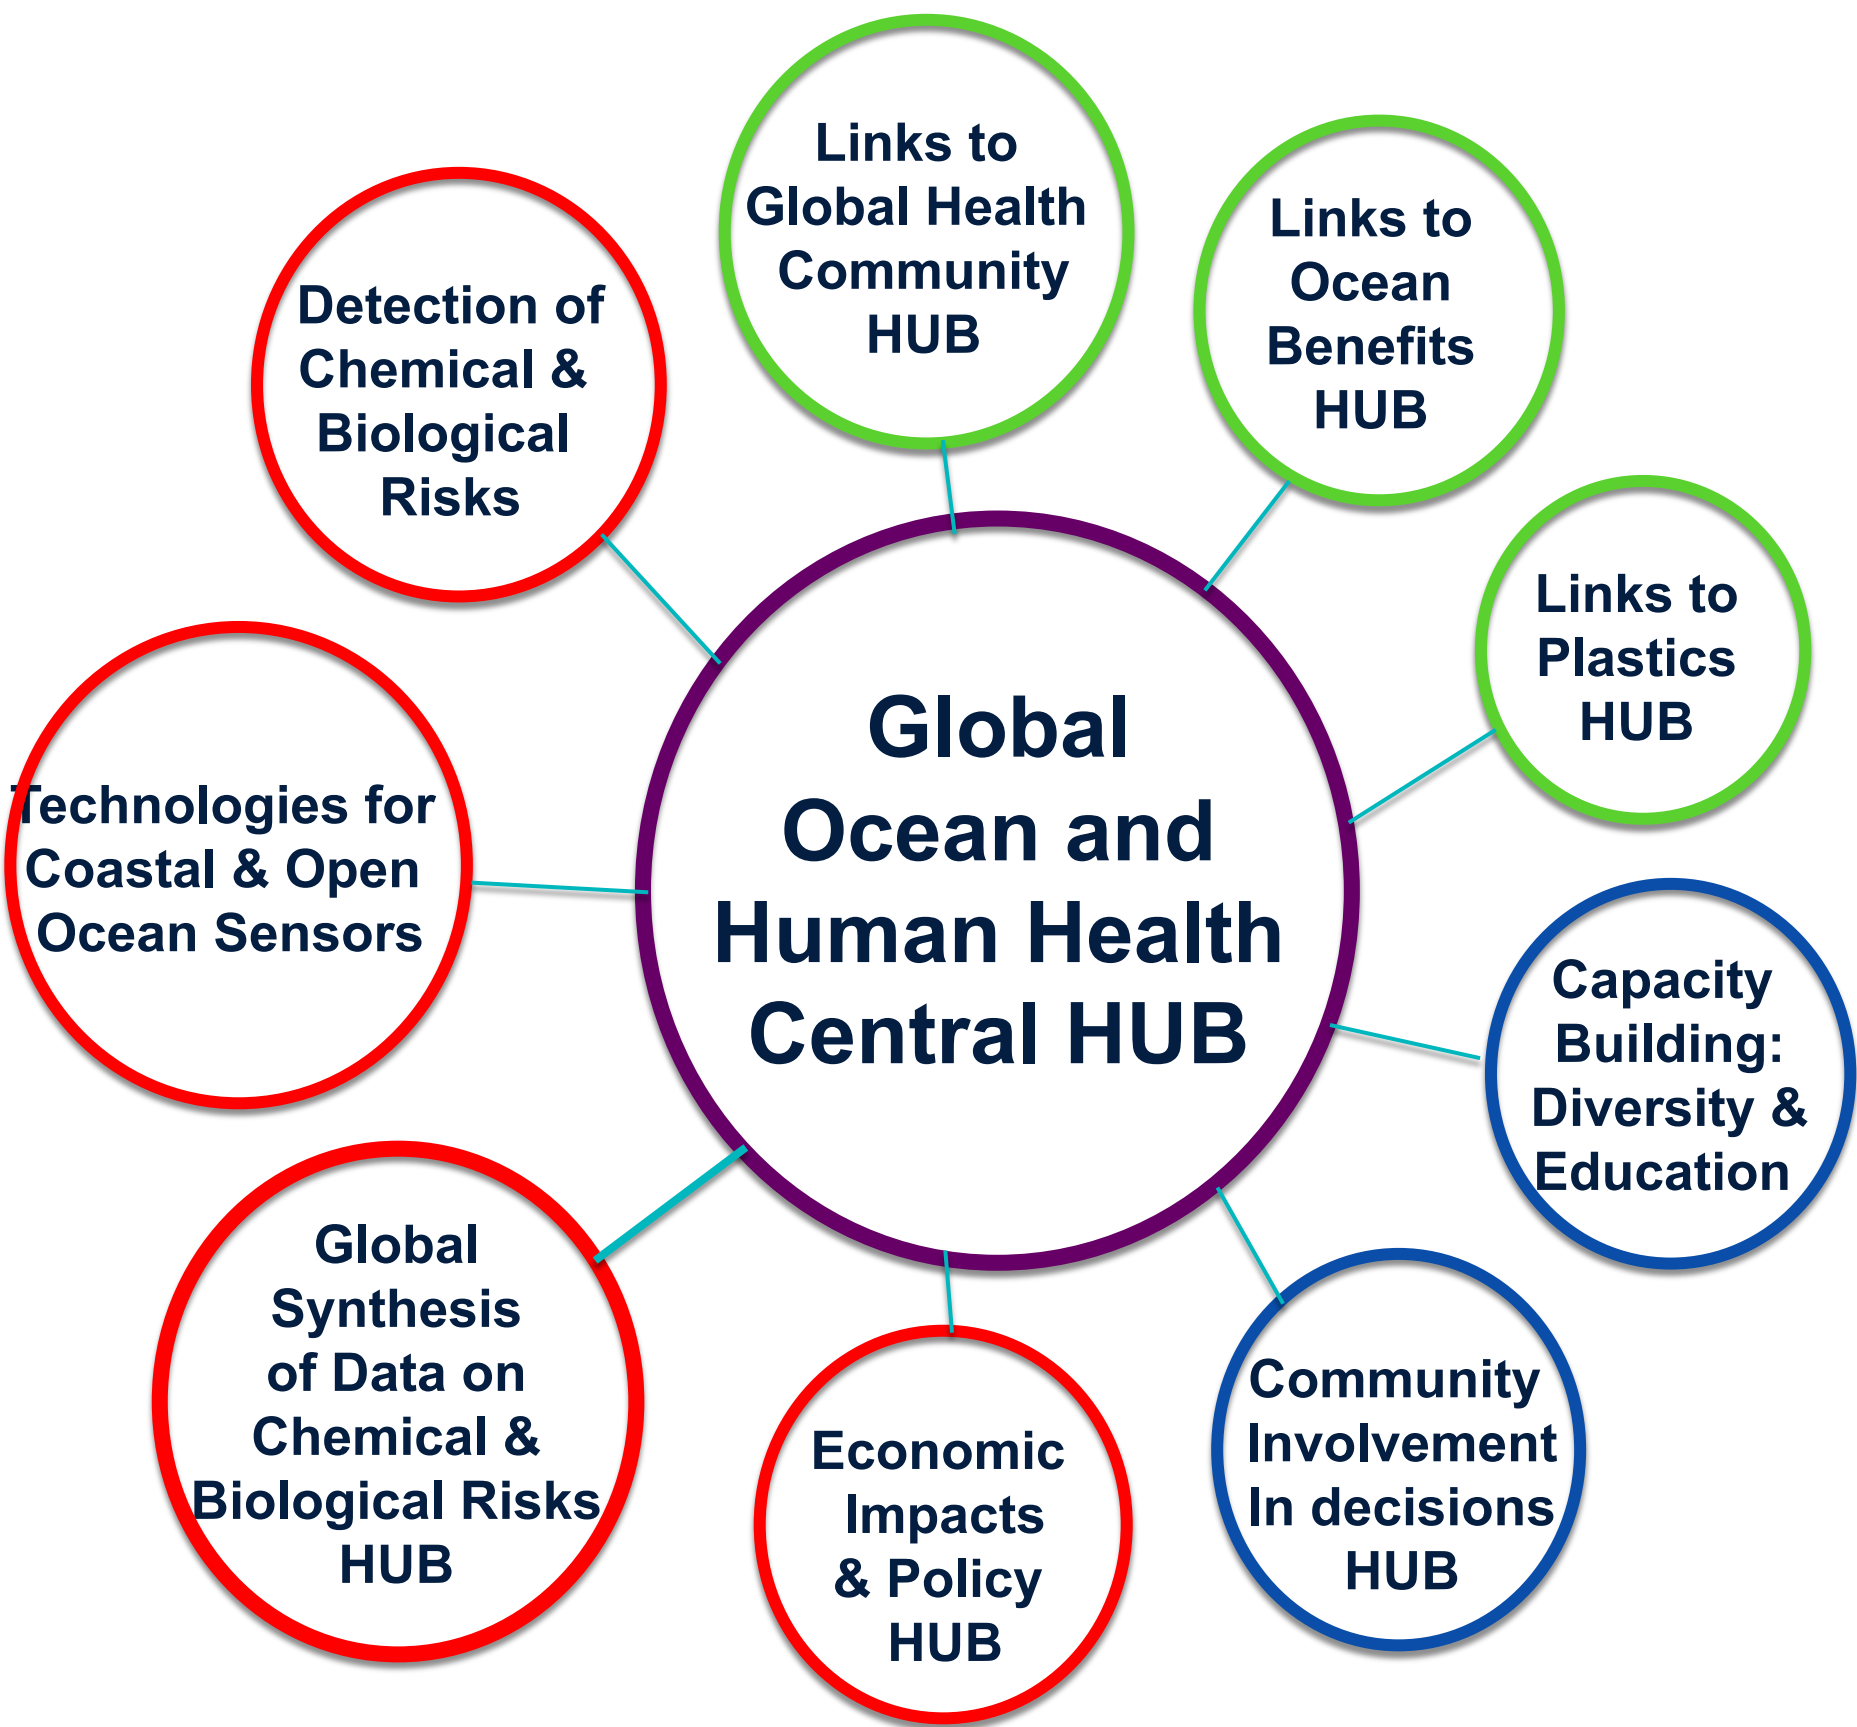 Links to
Global Health
Community
HUB
Links to
Ocean
Benefits
HUB
Detection of
Chemical &
Biological
Risks
Links to
Plastics
HUB
Global
Ocean and
Human Health
Central HUB
Technologies for
Coastal & Open
Ocean Sensors
Capacity
Building:
Diversity &
Education
Global
Synthesis
of Data on
Chemical &
Biological Risks
HUB
Economic
Impacts
& Policy
HUB
Community
Involvement
In decisions
HUB